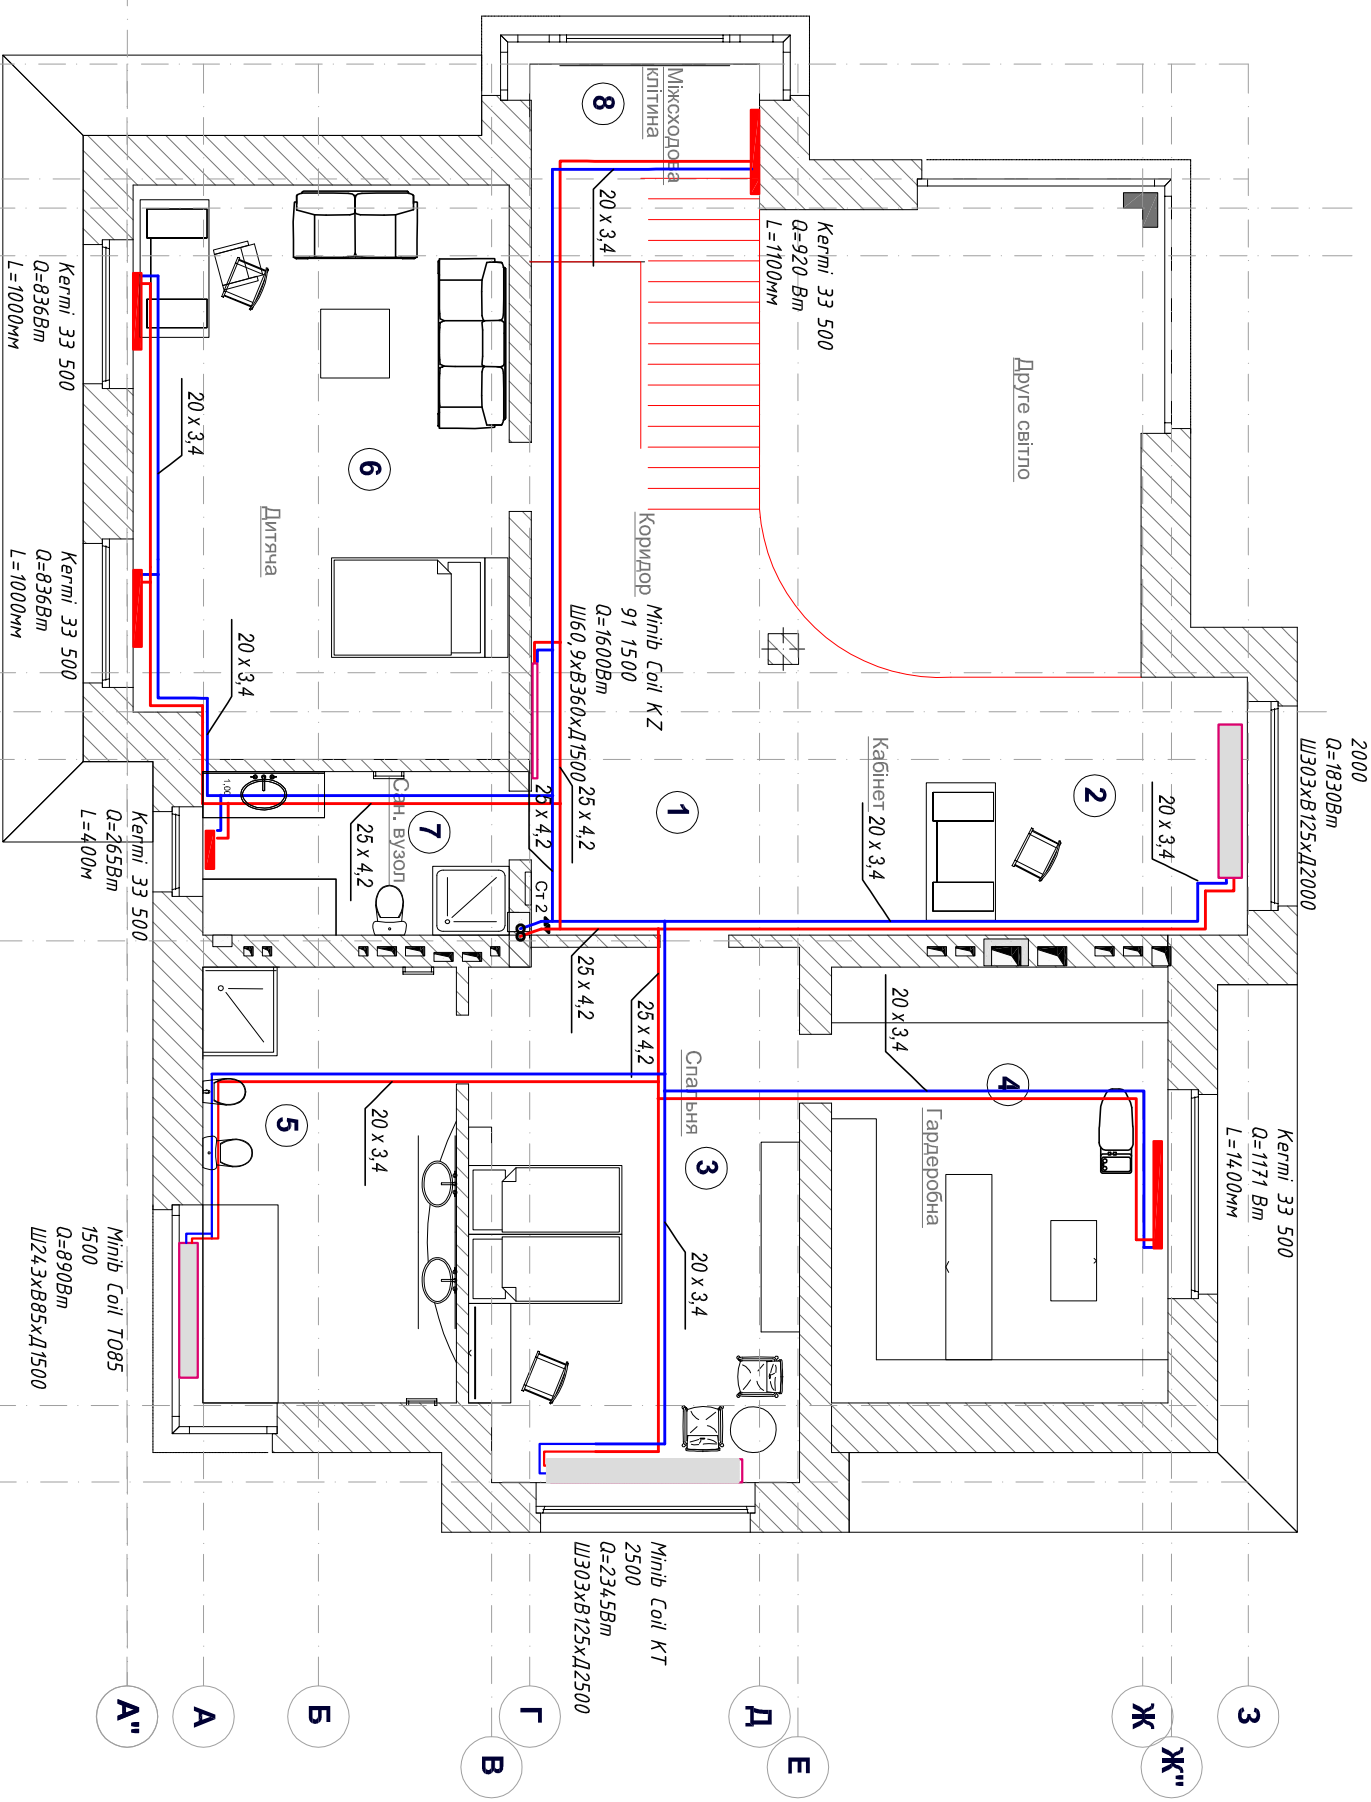 2000
Q=1830Вт
Ш303хВ125хД2000
20 x 3,4
2
Кабінет 20 x 3,4
Друге світло
Kermi 33 500
Q=920 Вт
L=1100мм
Міжсходова
клітина
8
20 x 3,4
Коридор
Minib Coil KZ
91 1500
Q=1600Вт
Ш60,9хВ360хД1500 25 x 4,2
25 x 4,2
1
6
Дитяча
20 x 3,4
20 x 3,4
Kermi 33 500
Q=836Вт
L=1000мм
Kermi 33 500
Q=836Вт
L=1000мм
7
Сан. вузол
25 x 4,2
1.00
Ст 2
Kermi 33 500
Q=265Вт
L=400м
Kermi 33 500
Q=1171 Вт
L=1400мм
4
20 x 3,4
Гардеробна
Спальня
3
25 x 4,2
25 x 4,2
20 x 3,4
5
20 x 3,4
Minib Coil TO85
1500
Q=890Вт
Ш243хВ85хД1500
Minib Coil KT
2500
Q=2345Вт
Ш303хВ125хД2500
З
Ж"
Ж
Е
Д
Г
В
Б
А
А"